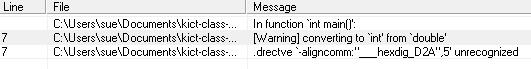 Line File Message
C:\Users\sue\Documents\kict-class-... In function `int main()':
7 C:\Users\sue\Documents\kict-class-... [Warning] converting to `int' from `double'
7 C:\Users\sue\Documents\kict-class-... .drectve `-aligncomm:"___hexdig_D2A",5' unrecognized